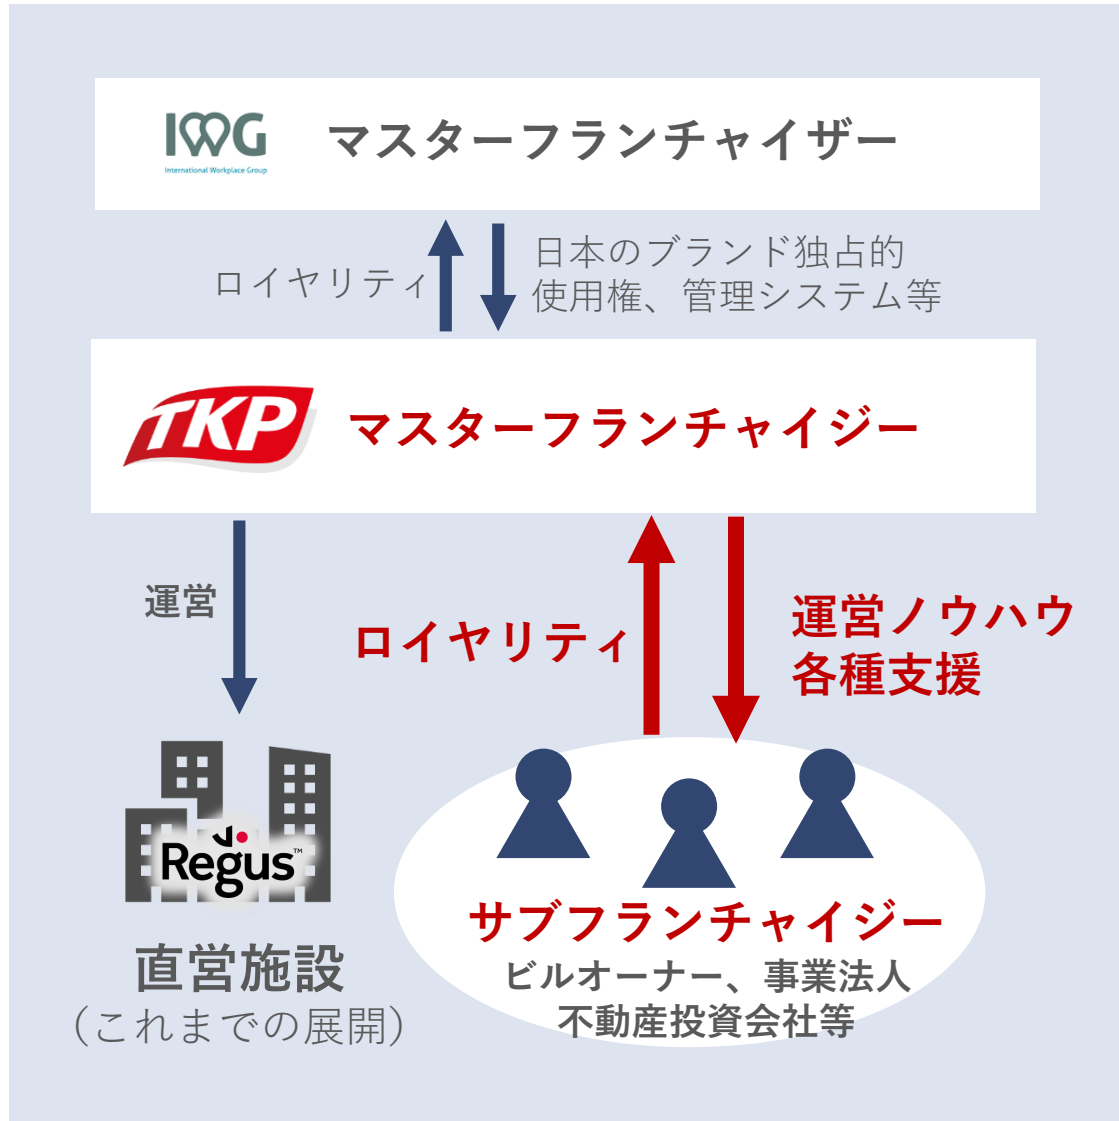 IWG
International Workplace Group
マスターフランチャイザー
ロイヤリティ
日本のブランド独占的
使用権、管理システム等
TKP
マスターフランチャイジー
運営
ロイヤリティ
運営ノウハウ
各種支援
Regus™
直営施設
（これまでの展開）
サブフランチャイジー
ビルオーナー、事業法人
不動産投資会社等